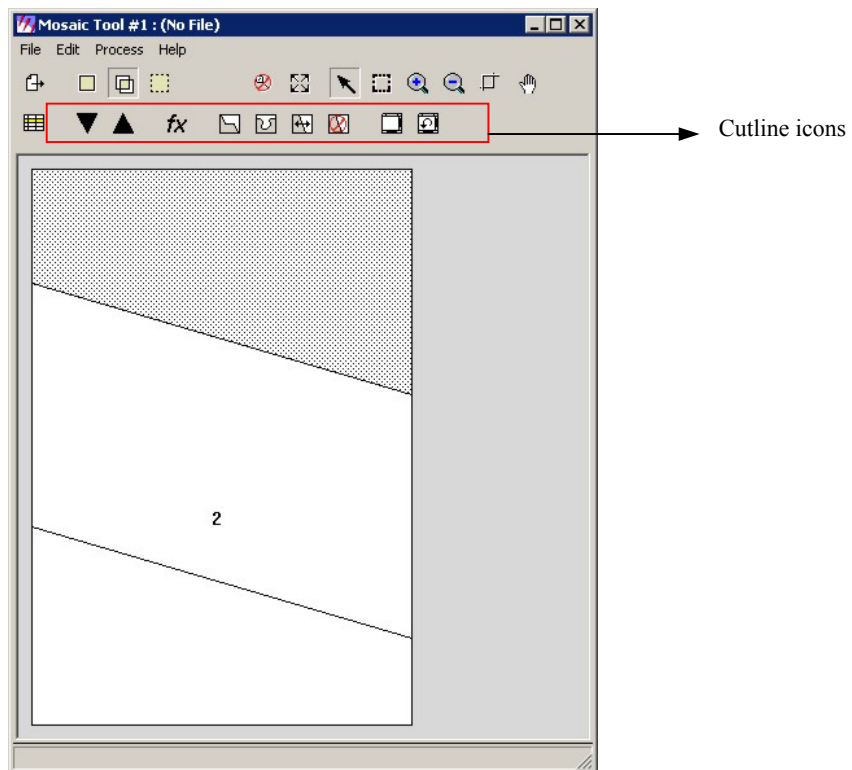 Mosaic Tool #1 : (No File)
File Edit Process Help
fx
Cutline icons
2